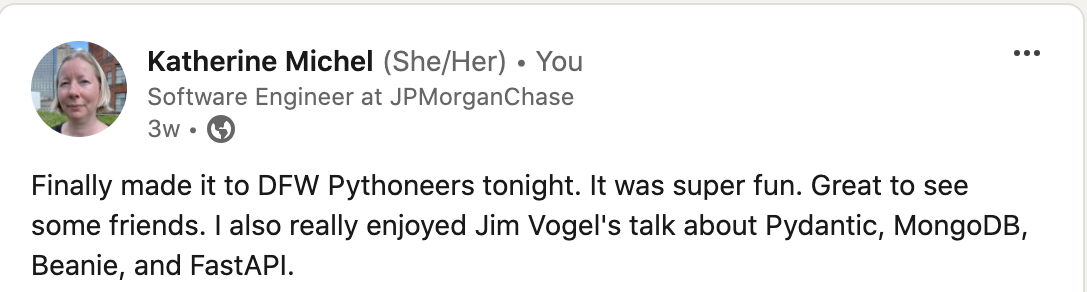 Katherine Michel (She/Her) • You
Software Engineer at JPMorganChase
3w •
Finally made it to DFW Pythoneers tonight. It was super fun. Great to see
some friends. I also really enjoyed Jim Vogel's talk about Pydantic, MongoDB,
Beanie, and FastAPI.